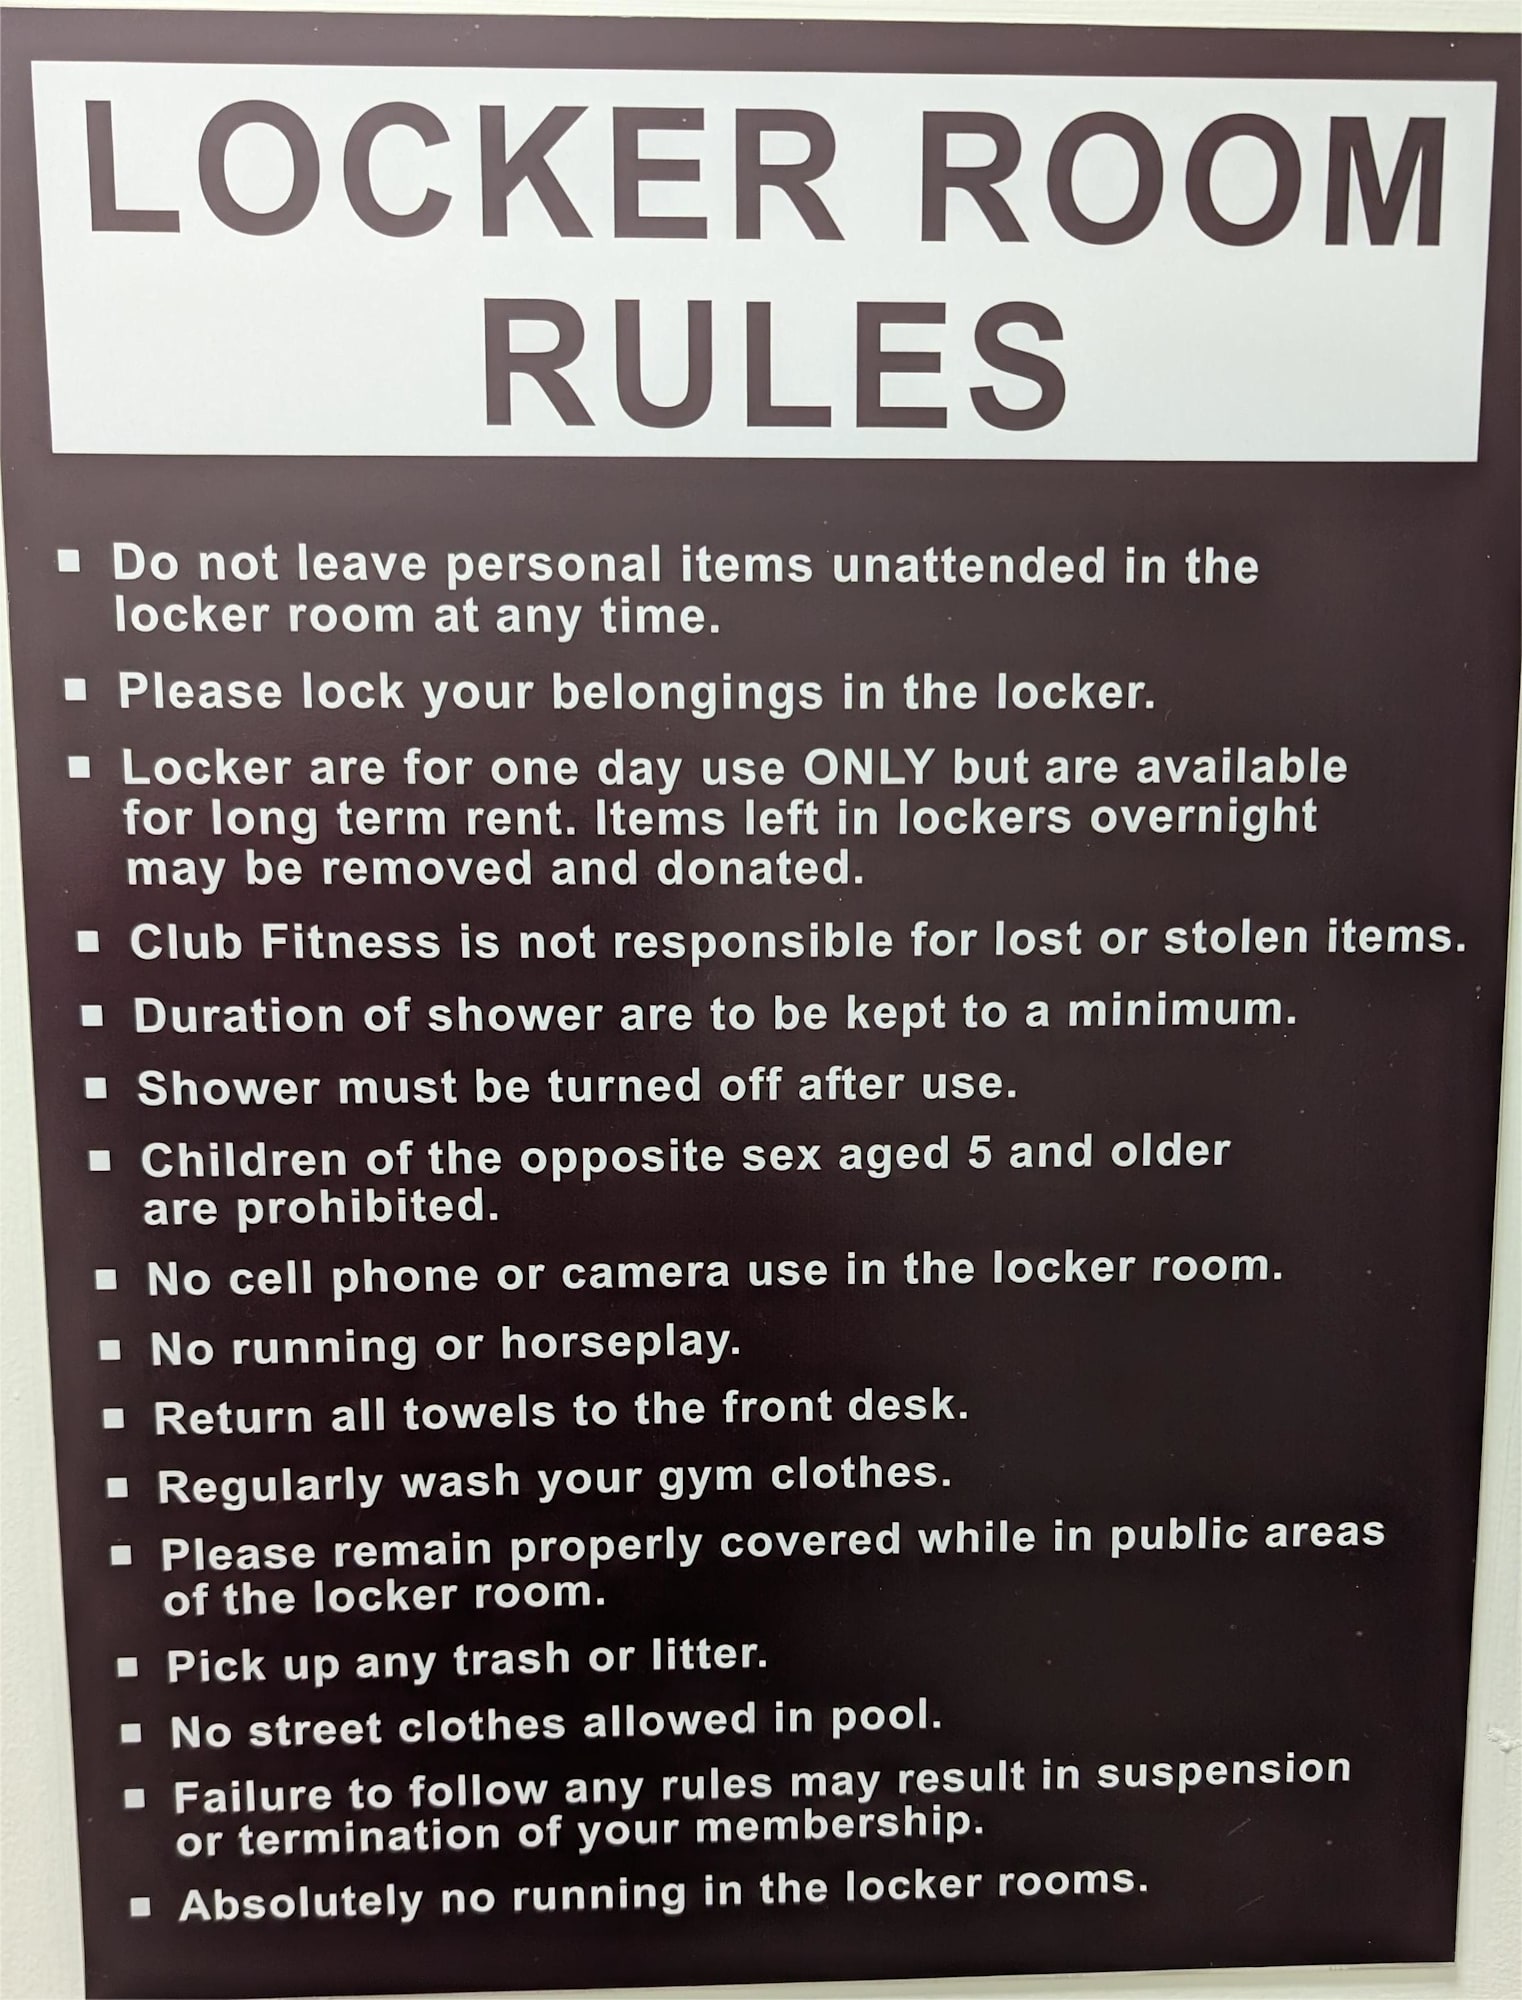 LOCKER ROOM
RULES
▪ Do not leave personal items unattended in the
locker room at any time.
▪ Please lock your belongings in the locker.
▪ Locker are for one day use ONLY but are available
for long term rent. Items left in lockers overnight
may be removed and donated.
▪ Club Fitness is not responsible for lost or stolen items.
▪ Duration of shower are to be kept to a minimum.
▪ Shower must be turned off after use.
▪ Children of the opposite sex aged 5 and older
are prohibited.
▪ No cell phone or camera use in the locker room.
▪ No running or horseplay.
▪ Return all towels to the front desk.
▪ Regularly wash your gym clothes.
▪ Please remain properly covered while in public areas
of the locker room.
▪ Pick up any trash or litter.
▪ No street clothes allowed in pool.
▪ Failure to follow any rules may result in suspension
or termination of your membership.
▪ Absolutely no running in the locker rooms.